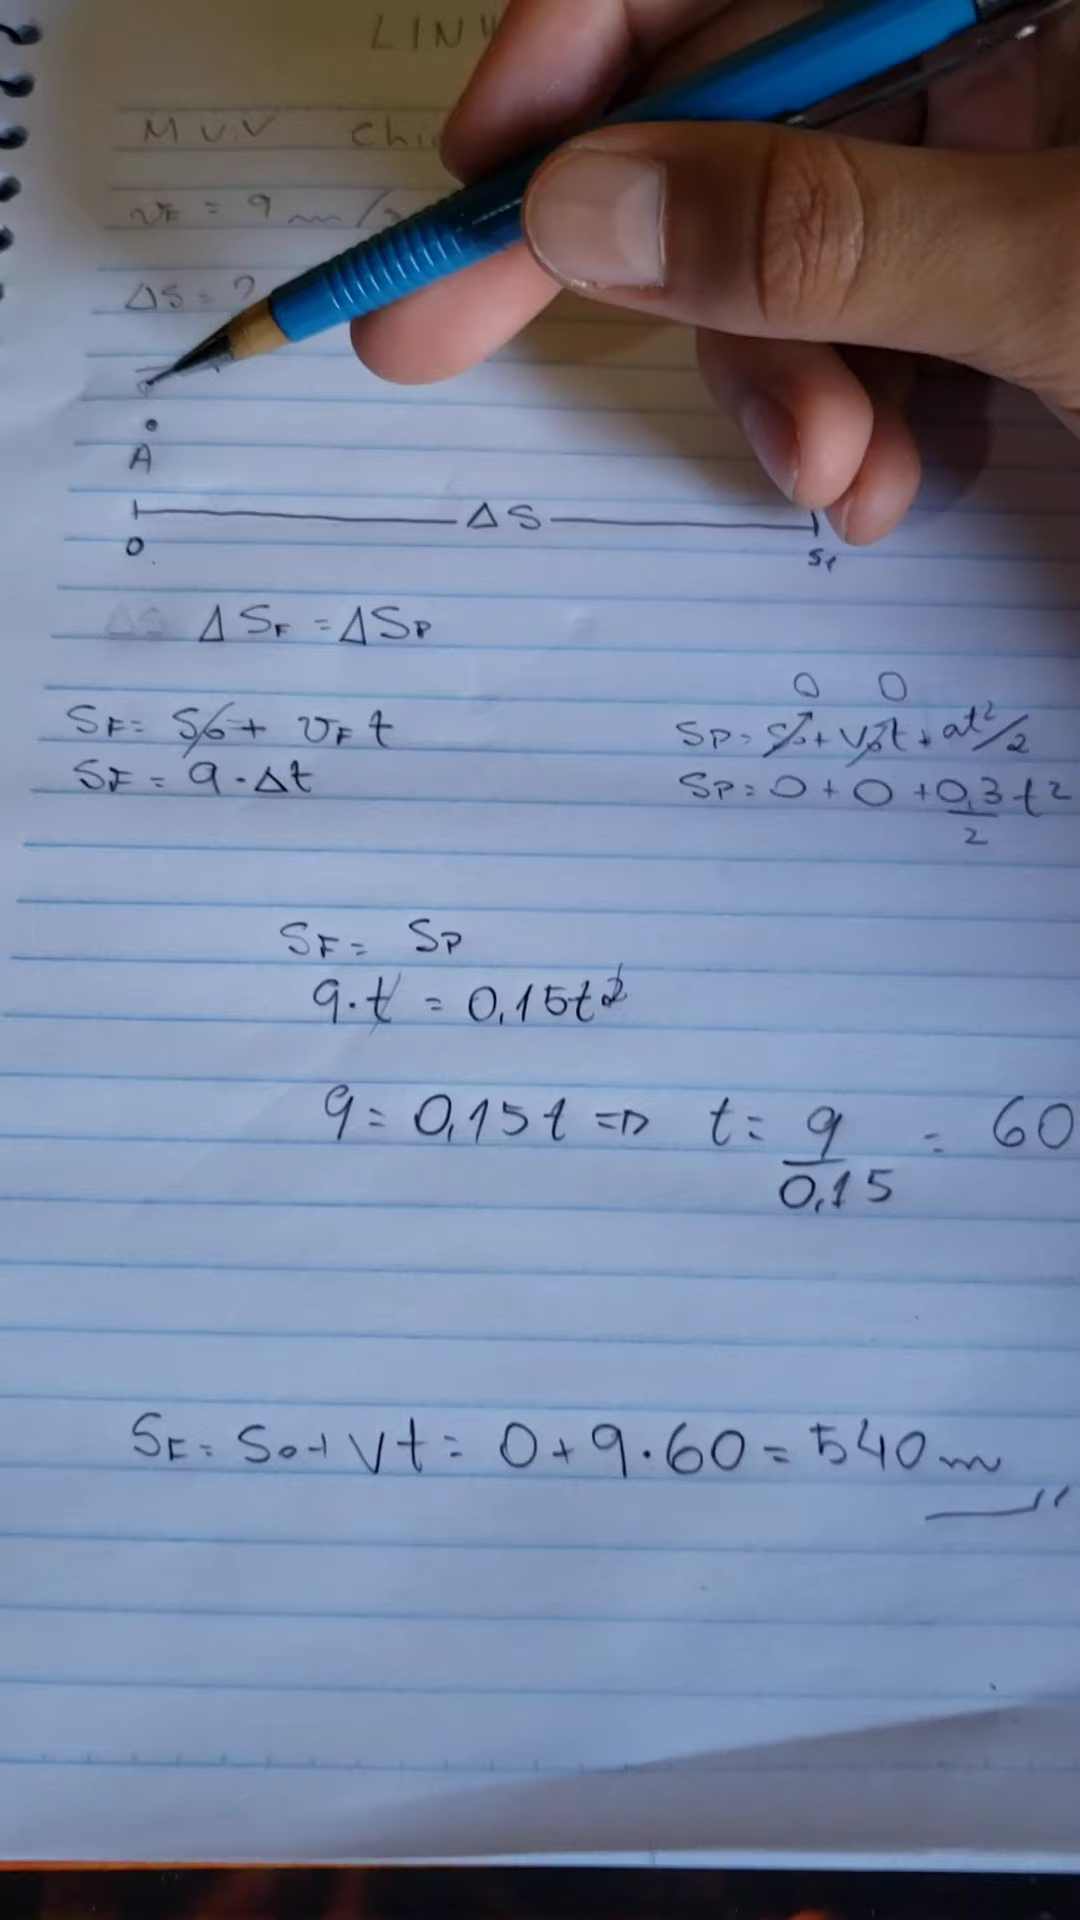 LIN
MUV
vF = 9 m/
ΔS = ?
A
ΔS
0
S1
ΔSF = ΔSP
0 0
SF = S0 + vF t
SP = S0 + V0t + at²/2
SF = 9 · Δt
SP = 0 + 0 + 0,3 t²
2
SF = SP
9·t = 0,15t²
9 = 0,15t => t = 9 = 60
0,15
SF = S0 + Vt = 0 + 9·60 = 540 m